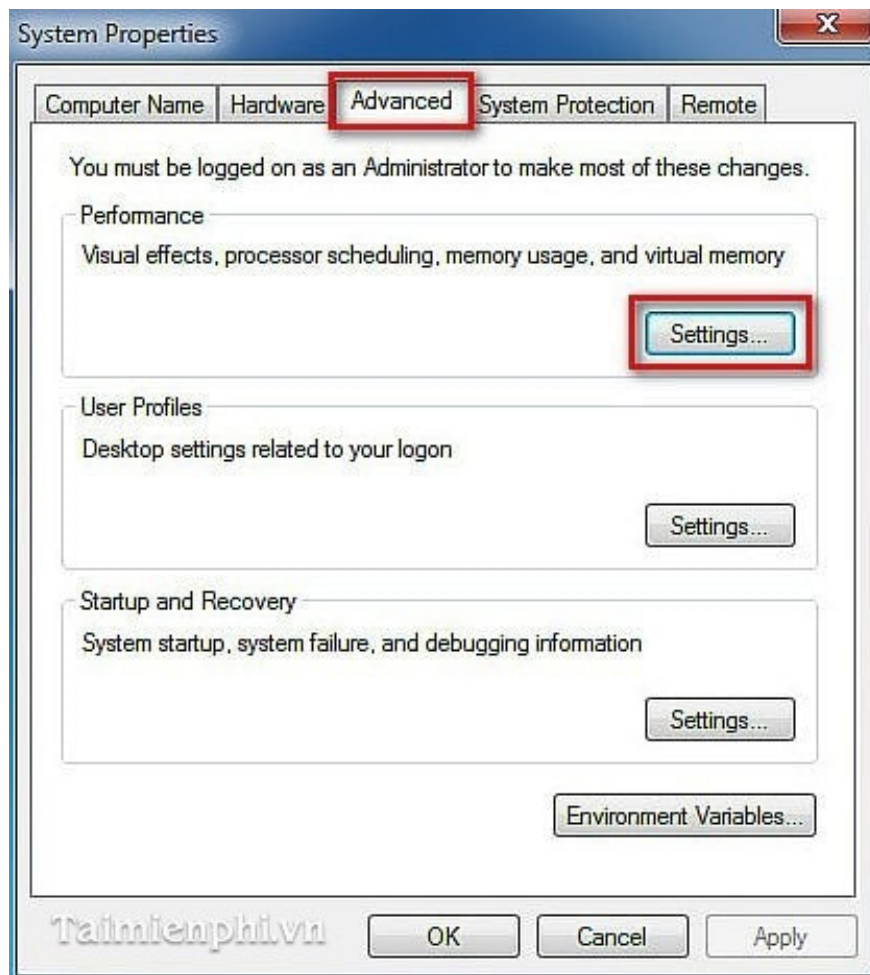 System Properties
Computer Name Hardware Advanced System Protection Remote
You must be logged on as an Administrator to make most of these changes.
Performance
Visual effects, processor scheduling, memory usage, and virtual memory
Settings...
User Profiles
Desktop settings related to your logon
Settings...
Startup and Recovery
System startup, system failure, and debugging information
Settings...
Environment Variables...
Taimienphi.vn OK Cancel Apply